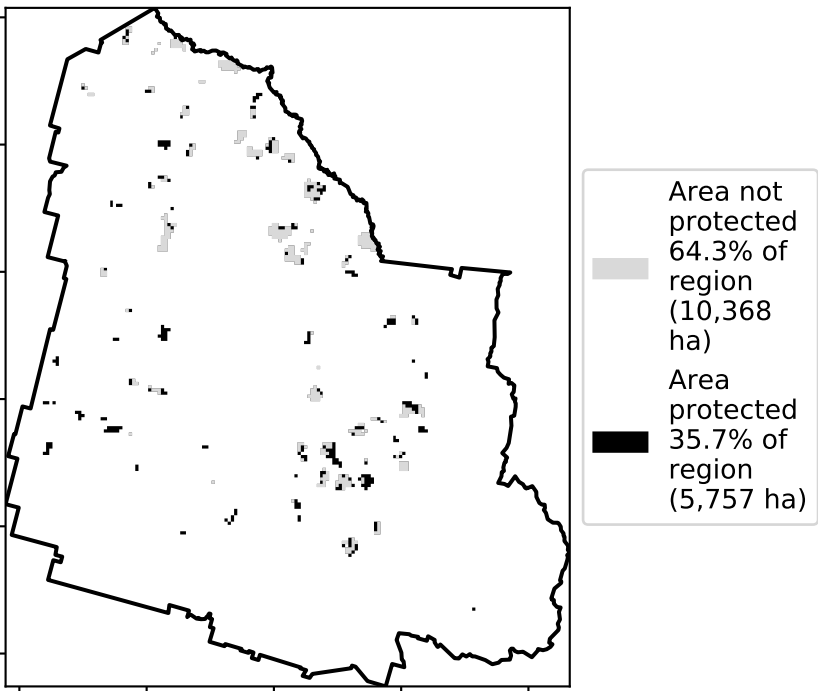 Area not
protected
64.3% of
region
(10,368
ha)
Area
protected
35.7% of
region
(5,757 ha)